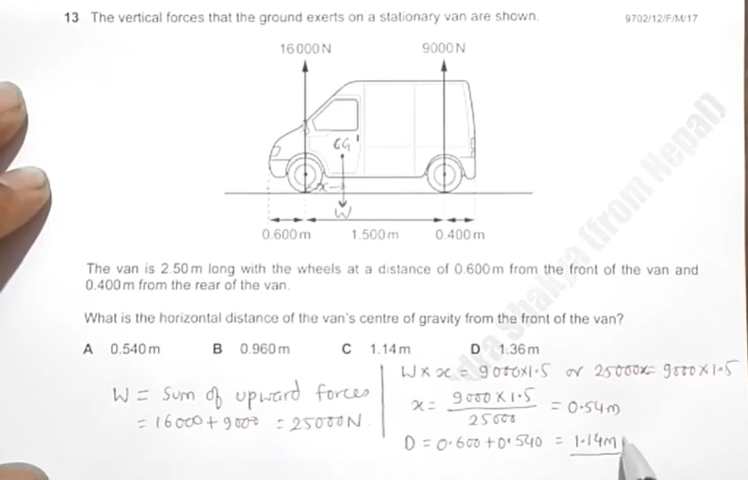 13 The vertical forces that the ground exerts on a stationary van are shown.
9702/12/F/M/17
16000N 9000N
CG
x
W
0.600m 1.500m 0.400m
The van is 2.50m long with the wheels at a distance of 0.600m from the front of the van and
0.400m from the rear of the van.
What is the horizontal distance of the van's centre of gravity from the front of the van?
A 0.540m B 0.960m C 1.14m D 1.36m
W = Sum of upward forces
= 16000 + 9000 = 25000N
W × x = 9000×1.5 or 25000x = 9000×1.5
x = 9000 × 1.5 / 25000 = 0.54m
D = 0.600 + 0.540 = 1.14m
Shakya (from Nepal)